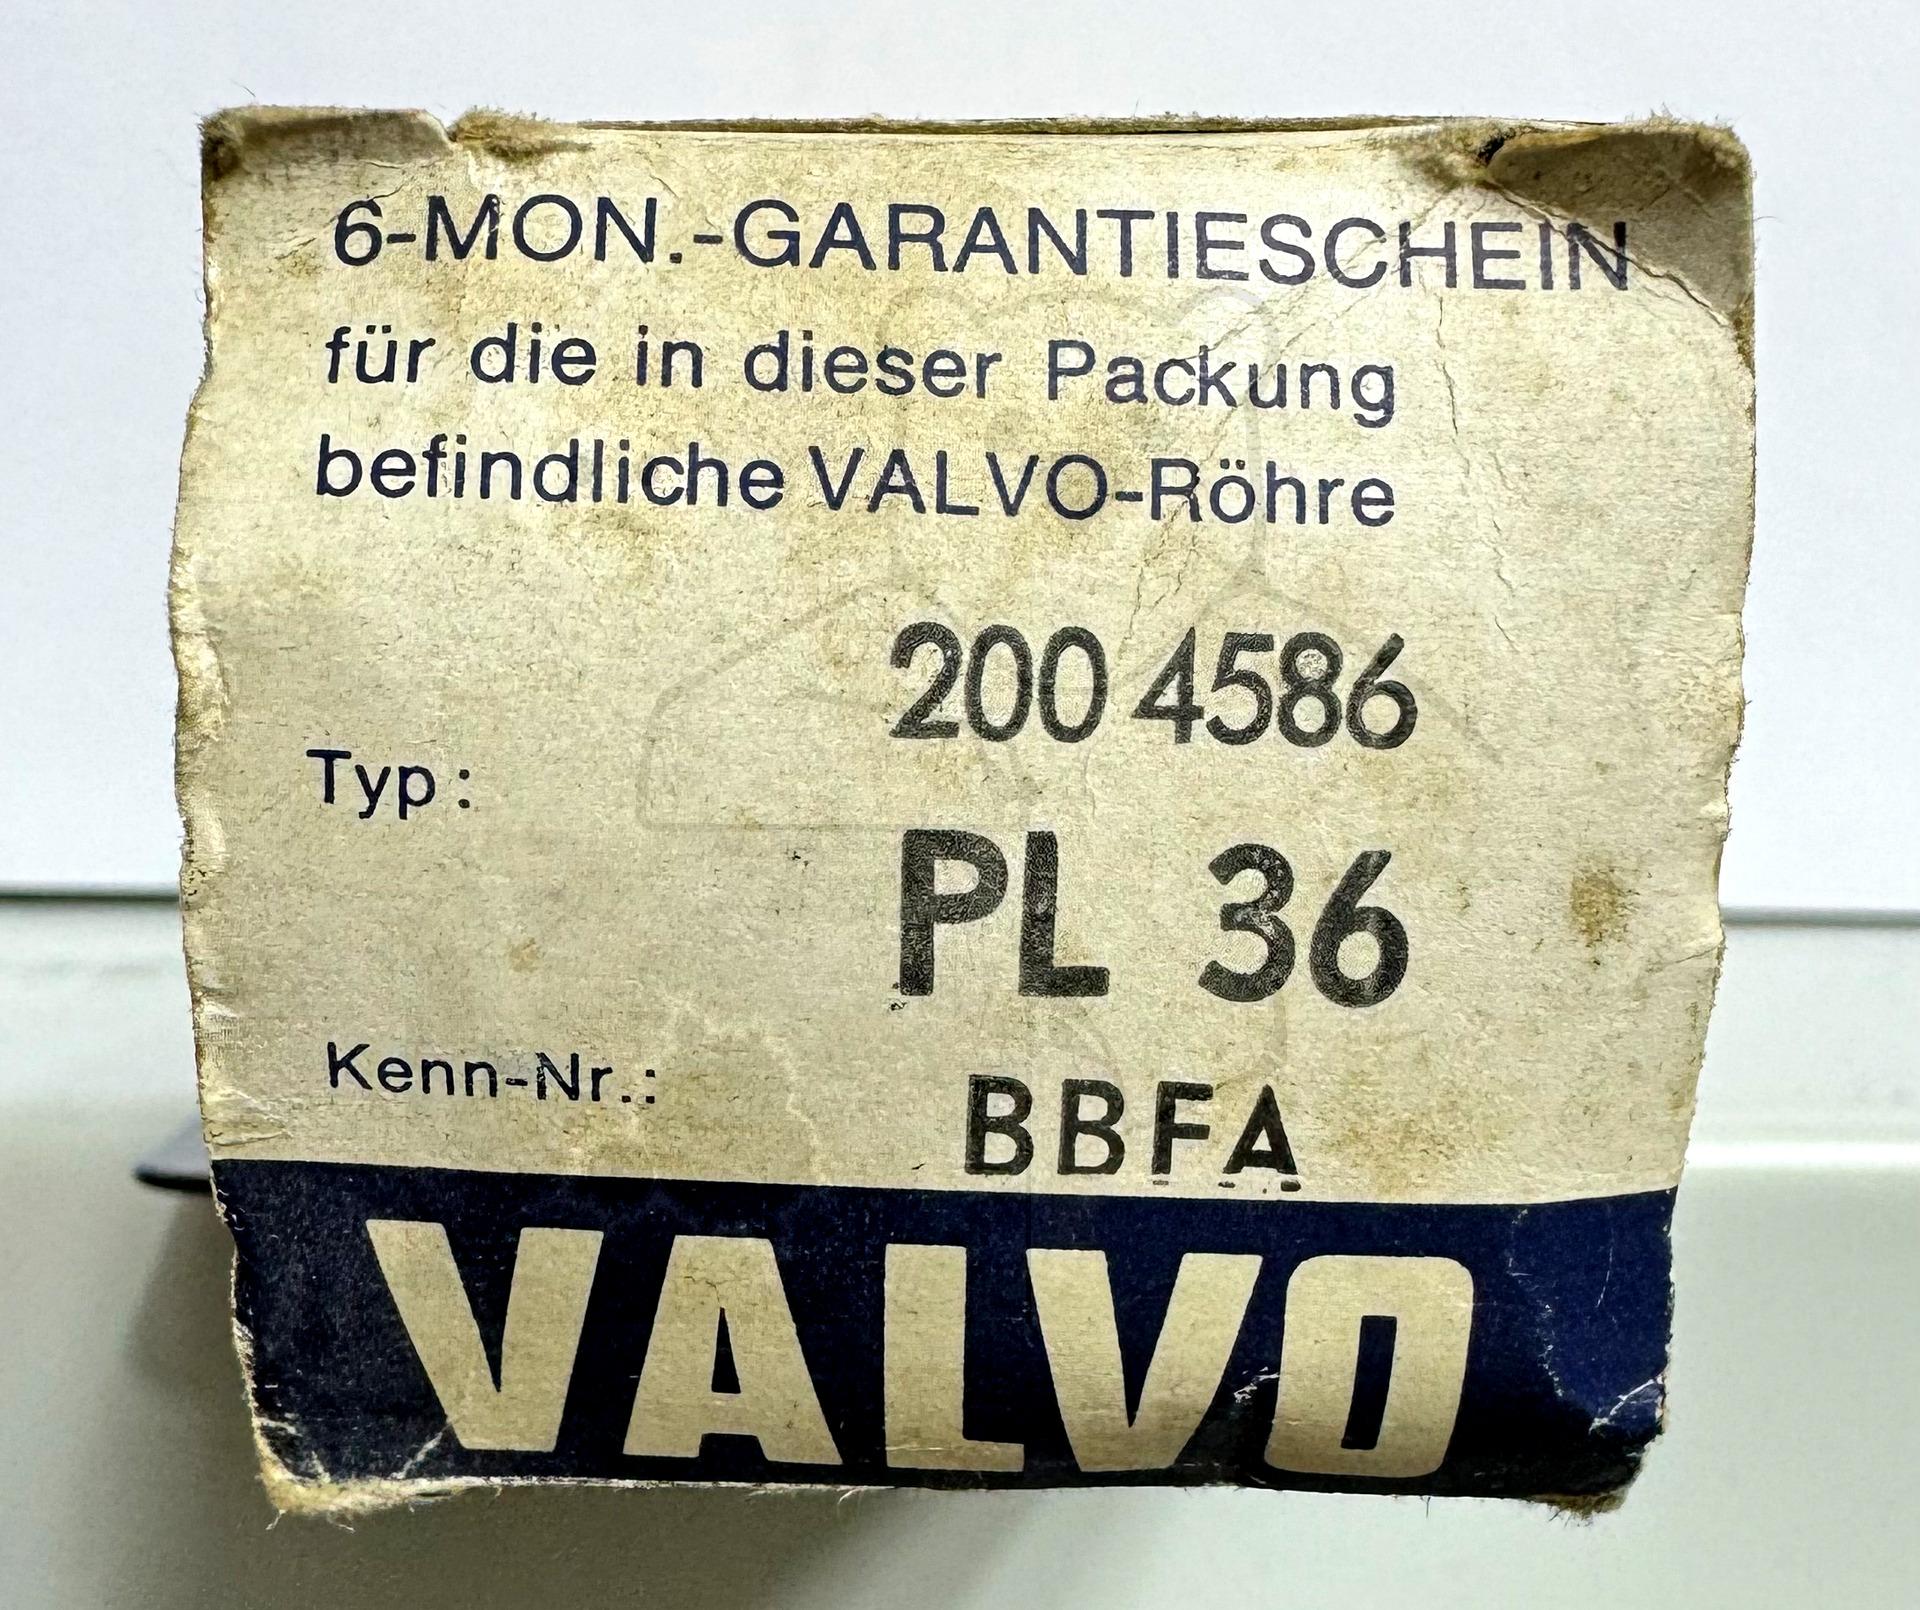 6-MON.-GARANTIESCHEIN
für die in dieser Packung
befindliche VALVO-Röhre
200 4586
Typ:
PL 36
Kenn-Nr.:
BBFA
VALVO